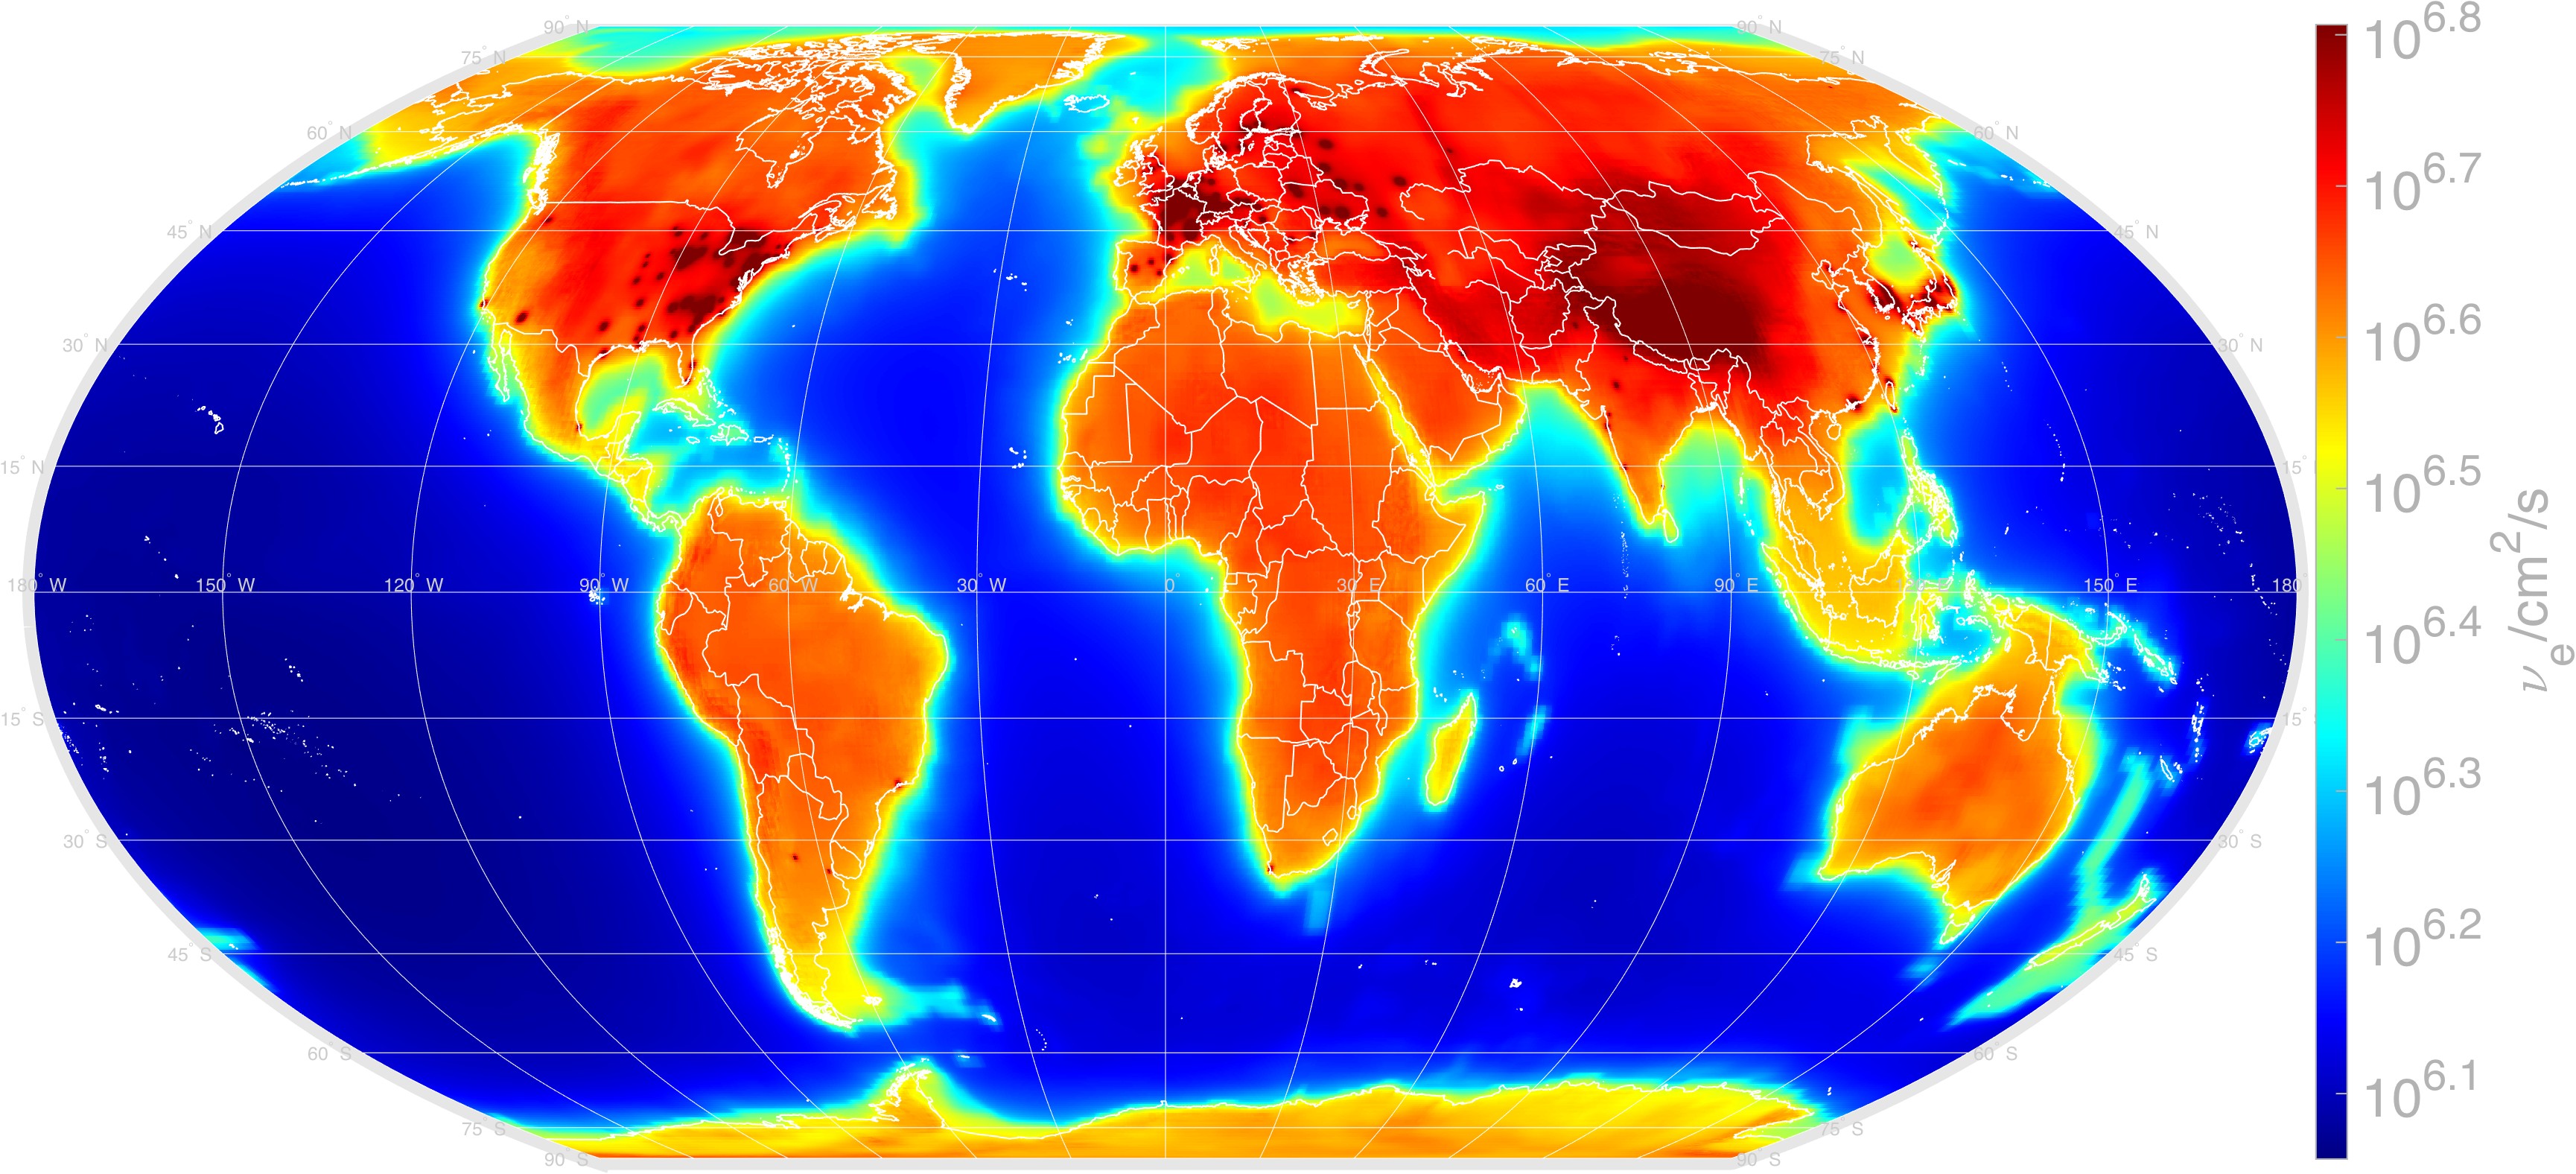 90° N 90° N
75° N 75° N
60° N 60° N
45° N 45° N
30° N 30° N
15° N 15°
180° W 150° W 120° W 90° W 60° W 30° W 0° 30° E 60° E 90° E 150° E 180°
15° S 15°
30° S 30° S
45° S 45° S
60° S 60° S
75° S 75° S
90° S 90° S
10^6.8
10^6.7
10^6.6
10^6.5
10^6.4
10^6.3
10^6.2
10^6.1
ν_e/cm^2/s